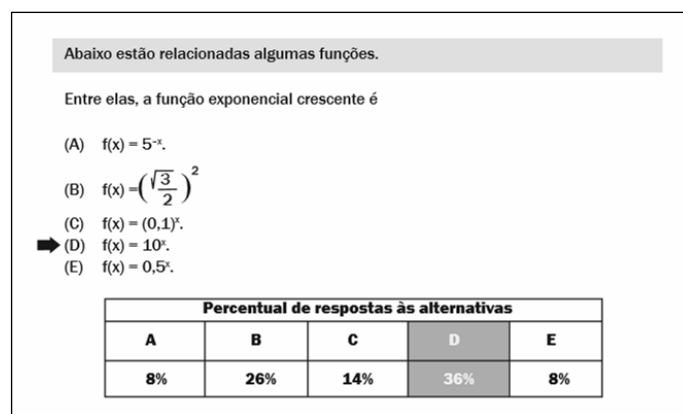 Abaixo estão relacionadas algumas funções.
Entre elas, a função exponencial crescente é
(A) f(x) = 5⁻ˣ.
(B) f(x) =(√3/2)²
(C) f(x) = (0,1)ˣ.
(D) f(x) = 10ˣ.
(E) f(x) = 0,5ˣ.
Percentual de respostas às alternativas
A B C D E
8% 26% 14% 36% 8%